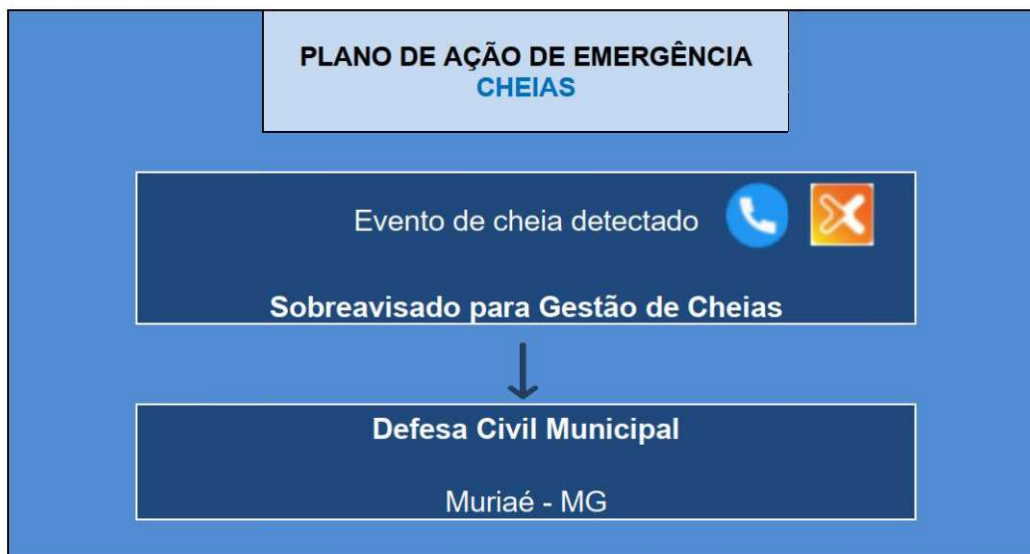 PLANO DE AÇÃO DE EMERGÊNCIA
CHEIAS
Evento de cheia detectado
Sobreavisado para Gestão de Cheias
Defesa Civil Municipal
Muriaé - MG